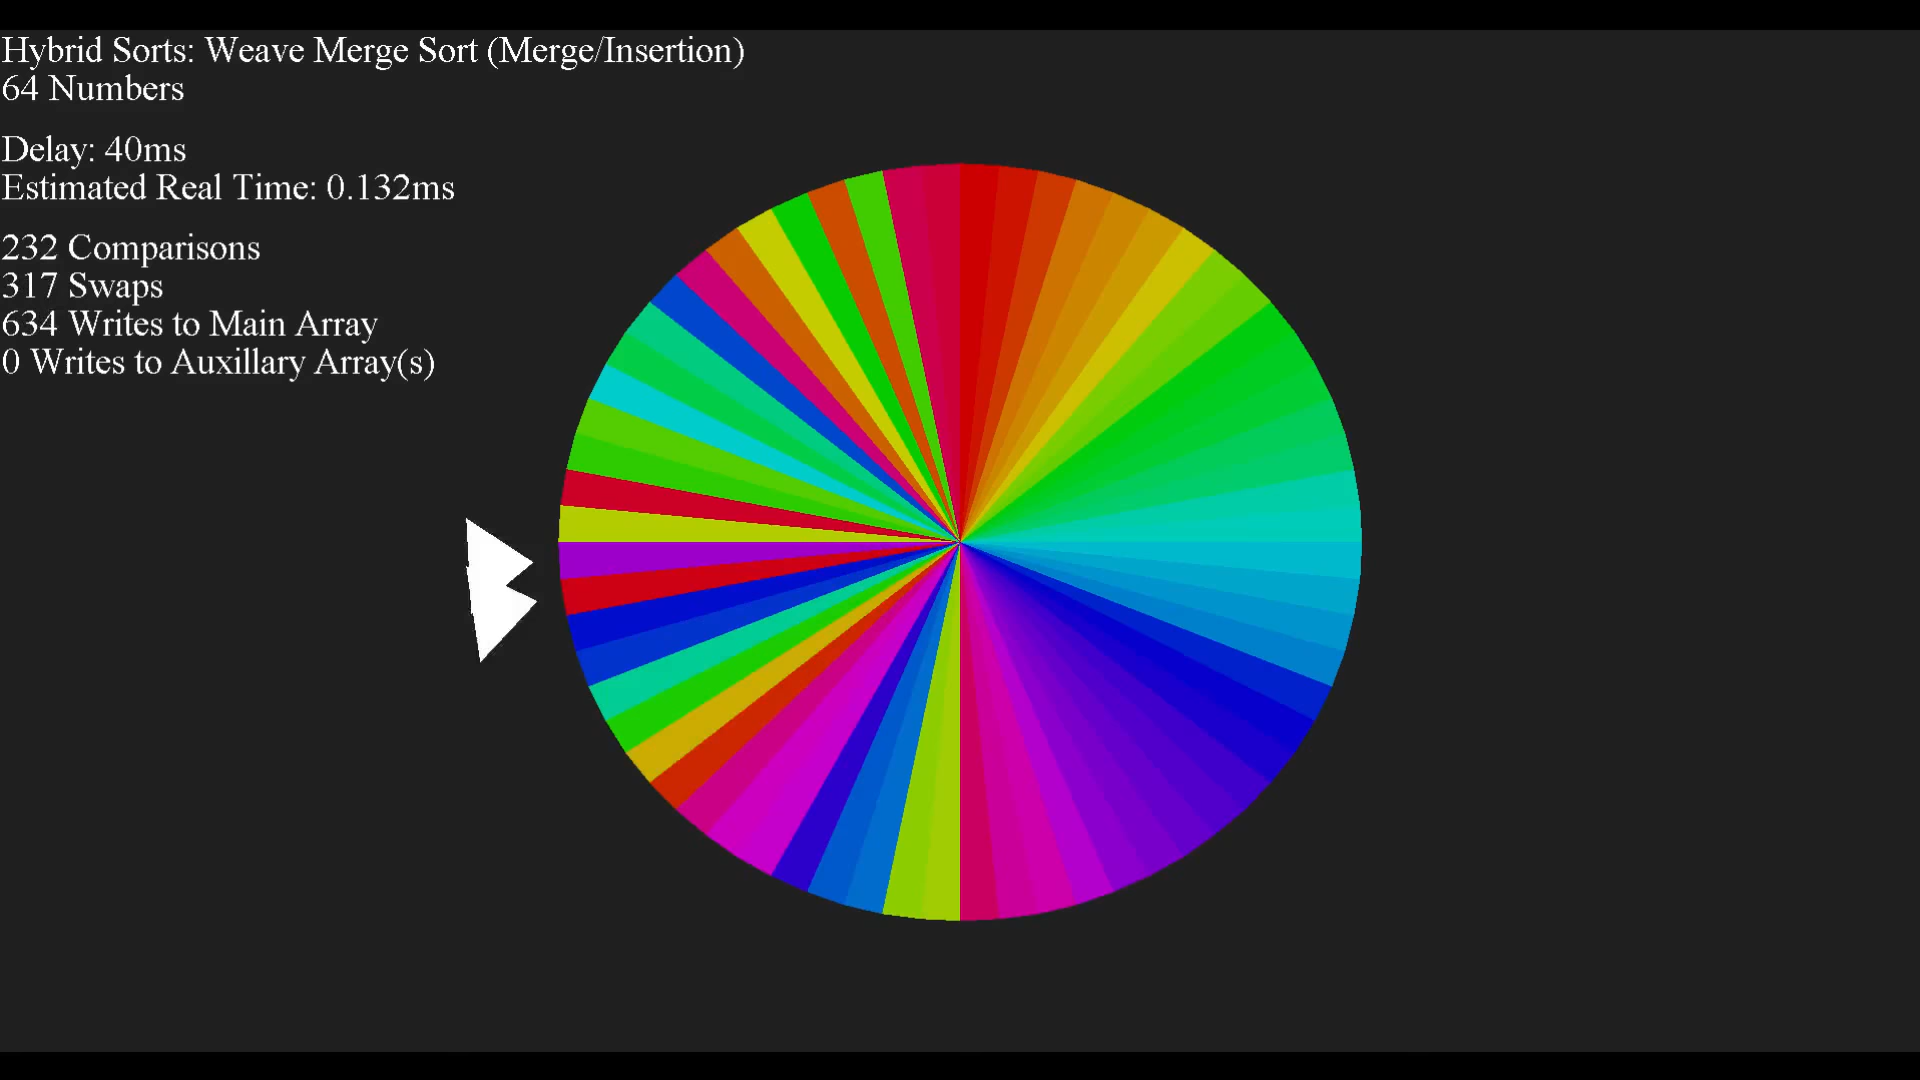 Hybrid Sorts: Weave Merge Sort (Merge/Insertion)
64 Numbers
Delay: 40ms
Estimated Real Time: 0.132ms
232 Comparisons
317 Swaps
634 Writes to Main Array
0 Writes to Auxillary Array(s)